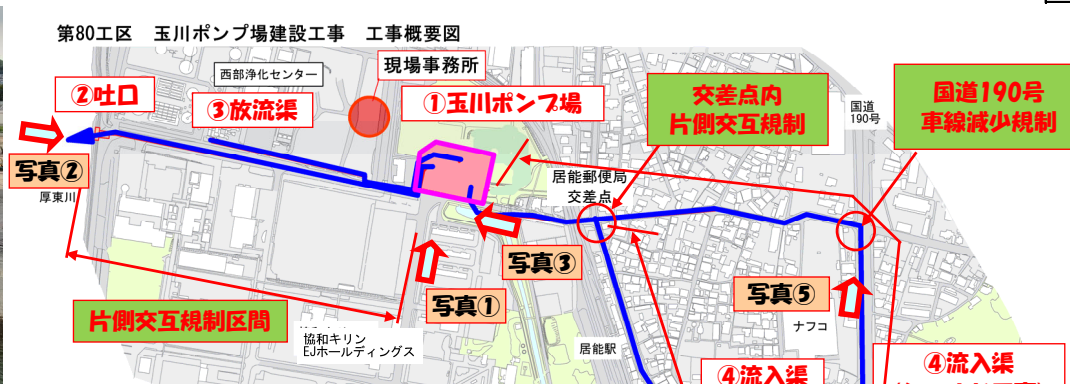 第80工区　玉川ポンプ場建設工事　工事概要図
現場事務所
西部浄化センター
②吐口
③放流渠
①玉川ポンプ場
交差点内
片側交互規制
国道190号
車線減少規制
国道
190号
写真②
厚東川
居能郵便局
交差点
写真③
写真①
写真⑤
片側交互規制区間
協和キリン
EJホールディングス
居能駅
ナフコ
④流入渠
④流入渠